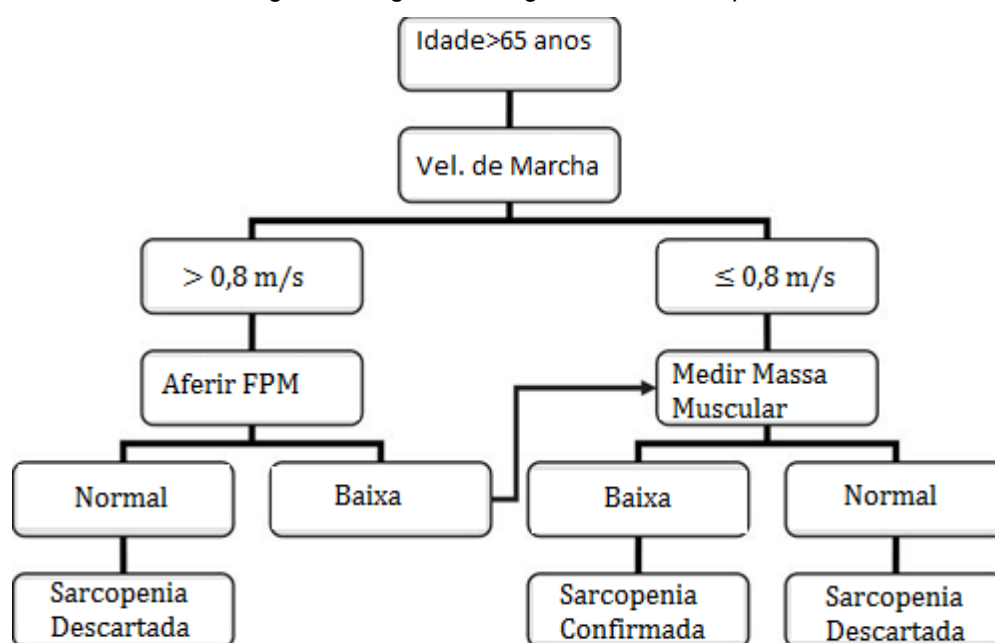 Idade>65 anos
Vel. de Marcha
> 0,8 m/s
≤ 0,8 m/s
Aferir FPM
Medir Massa
Muscular
Normal
Baixa
Baixa
Normal
Sarcopenia
Descartada
Sarcopenia
Confirmada
Sarcopenia
Descartada